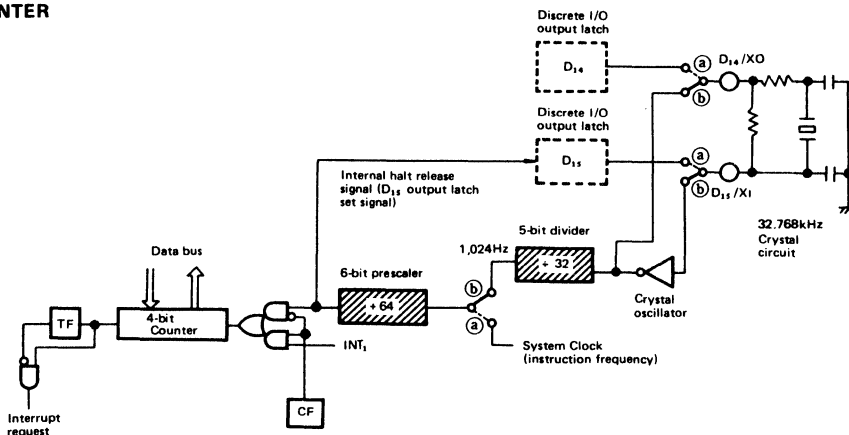 NTER
Discrete I/O
output latch
D₁₄
ⓐ
D₁₄/XO
ⓑ
Discrete I/O
output latch
D₁₅
ⓐ
ⓑ
D₁₅/XI
Internal halt release
signal (D₁₅ output latch
set signal)
32.768kHz
Crystal
circuit
5-bit divider
1,024Hz
÷ 32
Data bus
6-bit prescaler
ⓑ
Crystal
oscillator
÷64
TF
4-bit
Counter
ⓐ
INT₁
System Clock
(instruction frequency)
CF
Interrupt
request